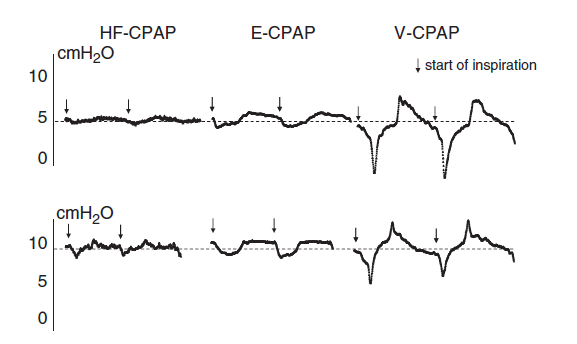 HF-CPAP E-CPAP V-CPAP
cmH₂O
↓ start of inspiration
10
5
0
cmH₂O
10
5
0